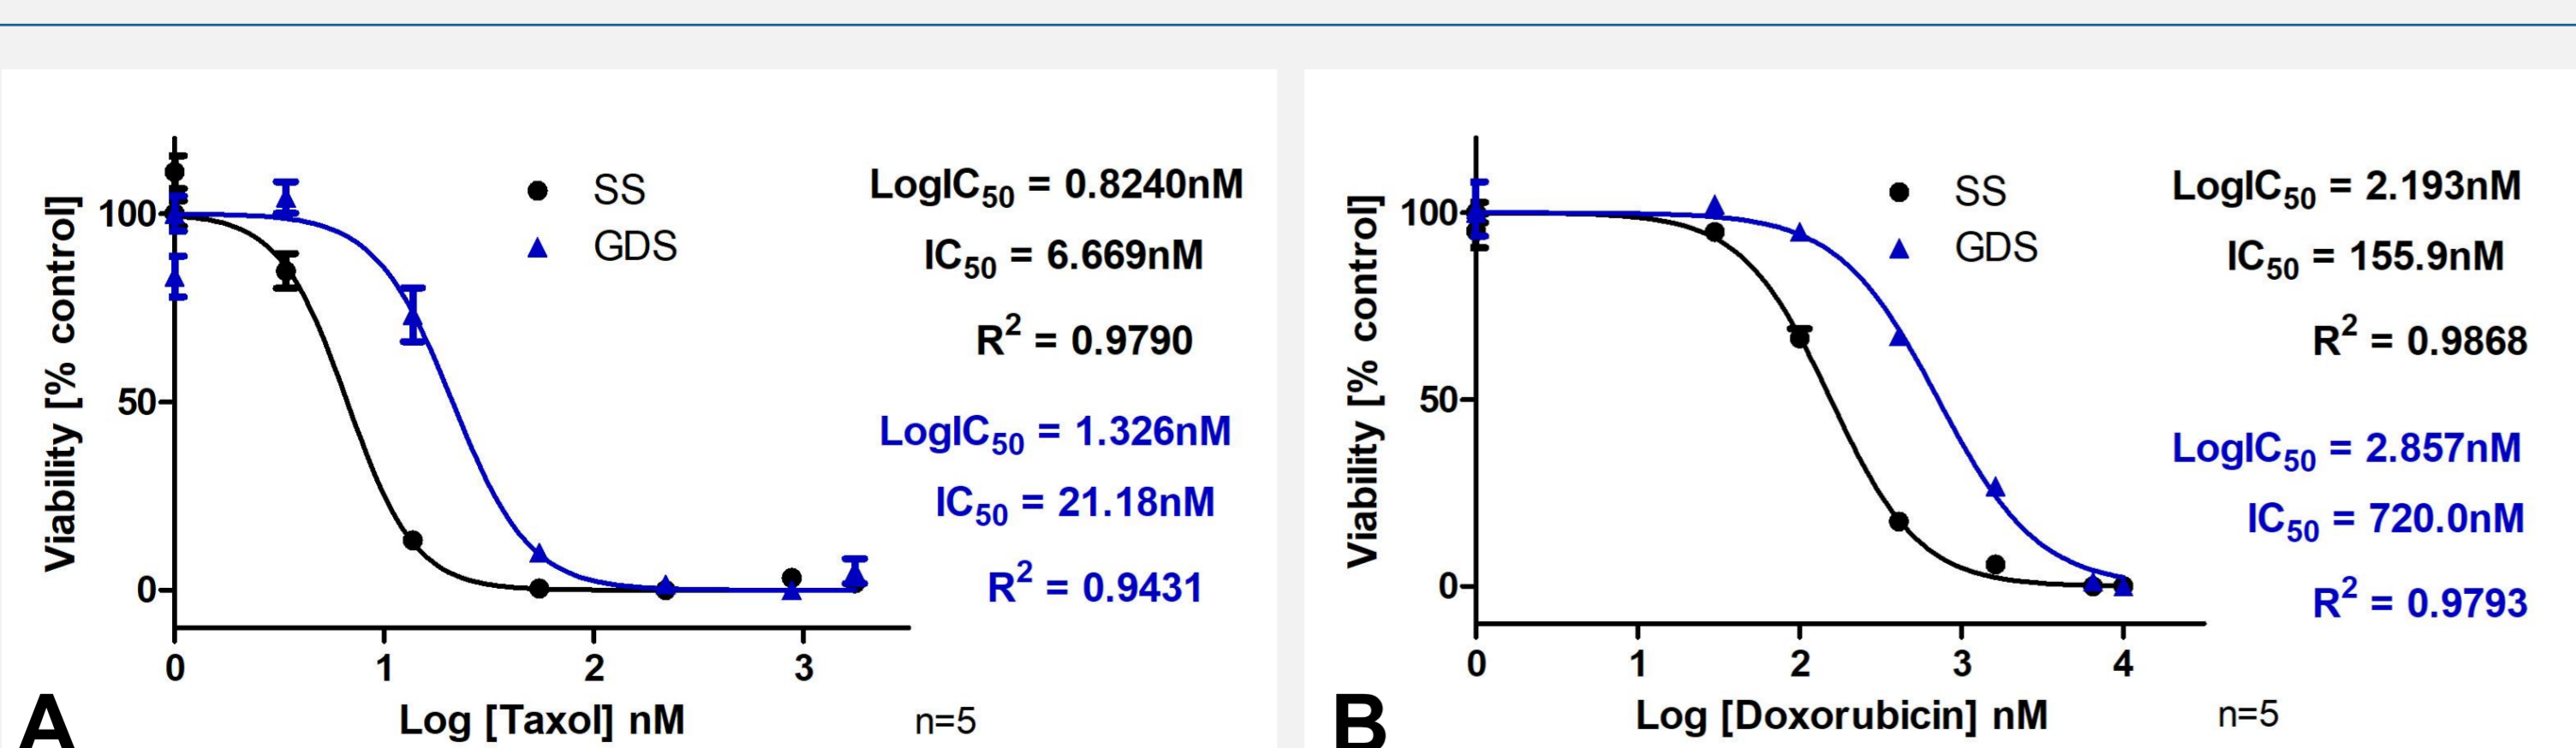 Viability [% control]
100
50
0
SS
GDS
LogIC50 = 0.8240nM
IC50 = 6.669nM
R2 = 0.9790
LogIC50 = 1.326nM
IC50 = 21.18nM
R2 = 0.9431
0 1 2 3
Log [Taxol] nM
n=5
A
Viability [% control]
100
50
0
SS
GDS
LogIC50 = 2.193nM
IC50 = 155.9nM
R2 = 0.9868
LogIC50 = 2.857nM
IC50 = 720.0nM
R2 = 0.9793
0 1 2 3 4
Log [Doxorubicin] nM
n=5
B